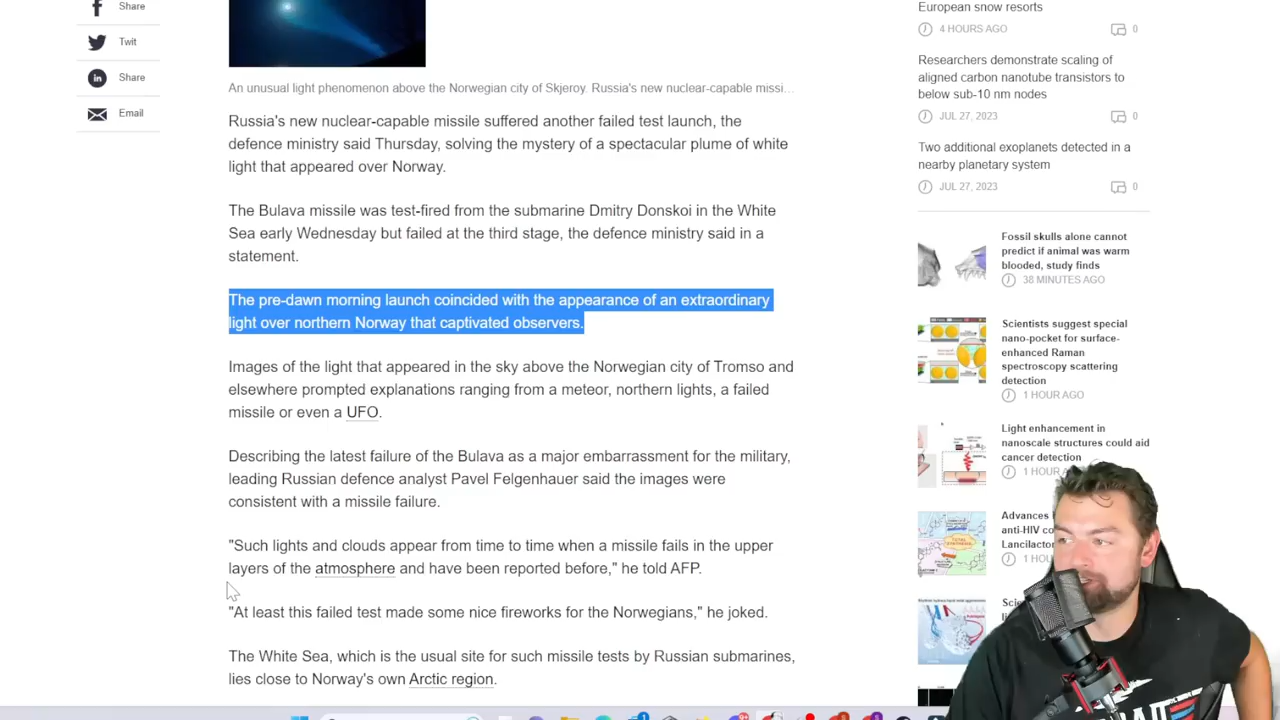 Share
Twit
Share
Email
An unusual light phenomenon above the Norwegian city of Skjeroy. Russia's new nuclear-capable missi...
Russia's new nuclear-capable missile suffered another failed test launch, the
defence ministry said Thursday, solving the mystery of a spectacular plume of white
light that appeared over Norway.
The Bulava missile was test-fired from the submarine Dmitry Donskoi in the White
Sea early Wednesday but failed at the third stage, the defence ministry said in a
statement.
The pre-dawn morning launch coincided with the appearance of an extraordinary
light over northern Norway that captivated observers.
Images of the light that appeared in the sky above the Norwegian city of Tromso and
elsewhere prompted explanations ranging from a meteor, northern lights, a failed
missile or even a UFO.
Describing the latest failure of the Bulava as a major embarrassment for the military,
leading Russian defence analyst Pavel Felgenhauer said the images were
consistent with a missile failure.
"Such lights and clouds appear from time to time when a missile fails in the upper
layers of the atmosphere and have been reported before," he told AFP.
"At least this failed test made some nice fireworks for the Norwegians," he joked.
The White Sea, which is the usual site for such missile tests by Russian submarines,
lies close to Norway's own Arctic region.
European snow resorts
4 HOURS AGO 0
Researchers demonstrate scaling of
aligned carbon nanotube transistors to
below sub-10 nm nodes
JUL 27, 2023 0
Two additional exoplanets detected in a
nearby planetary system
JUL 27, 2023 0
Fossil skulls alone cannot
predict if animal was warm
blooded, study finds
38 MINUTES AGO
Scientists suggest special
nano-pocket for surface-
enhanced Raman
spectroscopy scattering
detection
1 HOUR AGO
Light enhancement in
nanoscale structures could aid
cancer detection
1 HOUR A
Advances
anti-HIV co
Lancilactor
1 HOU